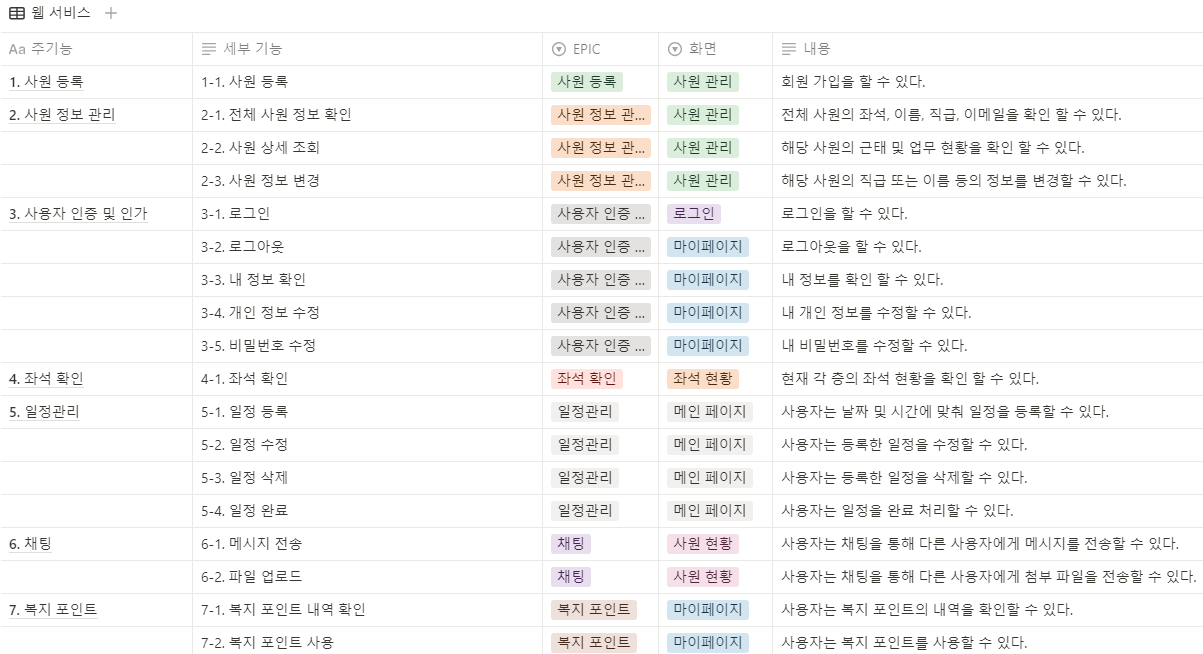 웹 서비스 +
Aa 주기능 세부 기능 EPIC 화면 내용
1. 사원 등록 1-1. 사원 등록 사원 등록 사원 관리 회원 가입을 할 수 있다.
2. 사원 정보 관리 2-1. 전체 사원 정보 확인 사원 정보 관... 사원 관리 전체 사원의 좌석, 이름, 직급, 이메일을 확인 할 수 있다.
2-2. 사원 상세 조회 사원 정보 관... 사원 관리 해당 사원의 근태 및 업무 현황을 확인 할 수 있다.
2-3. 사원 정보 변경 사원 정보 관... 사원 관리 해당 사원의 직급 또는 이름 등의 정보를 변경할 수 있다.
3. 사용자 인증 및 인가 3-1. 로그인 사용자 인증 ... 로그인 로그인을 할 수 있다.
3-2. 로그아웃 사용자 인증 ... 마이페이지 로그아웃을 할 수 있다.
3-3. 내 정보 확인 사용자 인증 ... 마이페이지 내 정보를 확인 할 수 있다.
3-4. 개인 정보 수정 사용자 인증 ... 마이페이지 내 개인 정보를 수정할 수 있다.
3-5. 비밀번호 수정 사용자 인증 ... 마이페이지 내 비밀번호를 수정할 수 있다.
4. 좌석 확인 4-1. 좌석 확인 좌석 확인 좌석 현황 현재 각 층의 좌석 현황을 확인 할 수 있다.
5. 일정관리 5-1. 일정 등록 일정관리 메인 페이지 사용자는 날짜 및 시간에 맞춰 일정을 등록할 수 있다.
5-2. 일정 수정 일정관리 메인 페이지 사용자는 등록한 일정을 수정할 수 있다.
5-3. 일정 삭제 일정관리 메인 페이지 사용자는 등록한 일정을 삭제할 수 있다.
5-4. 일정 완료 일정관리 메인 페이지 사용자는 일정을 완료 처리할 수 있다.
6. 채팅 6-1. 메시지 전송 채팅 사원 현황 사용자는 채팅을 통해 다른 사용자에게 메시지를 전송할 수 있다.
6-2. 파일 업로드 채팅 사원 현황 사용자는 채팅을 통해 다른 사용자에게 첨부 파일을 전송할 수 있다.
7. 복지 포인트 7-1. 복지 포인트 내역 확인 복지 포인트 마이페이지 사용자는 복지 포인트의 내역을 확인할 수 있다.
7-2. 복지 포인트 사용 복지 포인트 마이페이지 사용자는 복지 포인트를 사용할 수 있다.